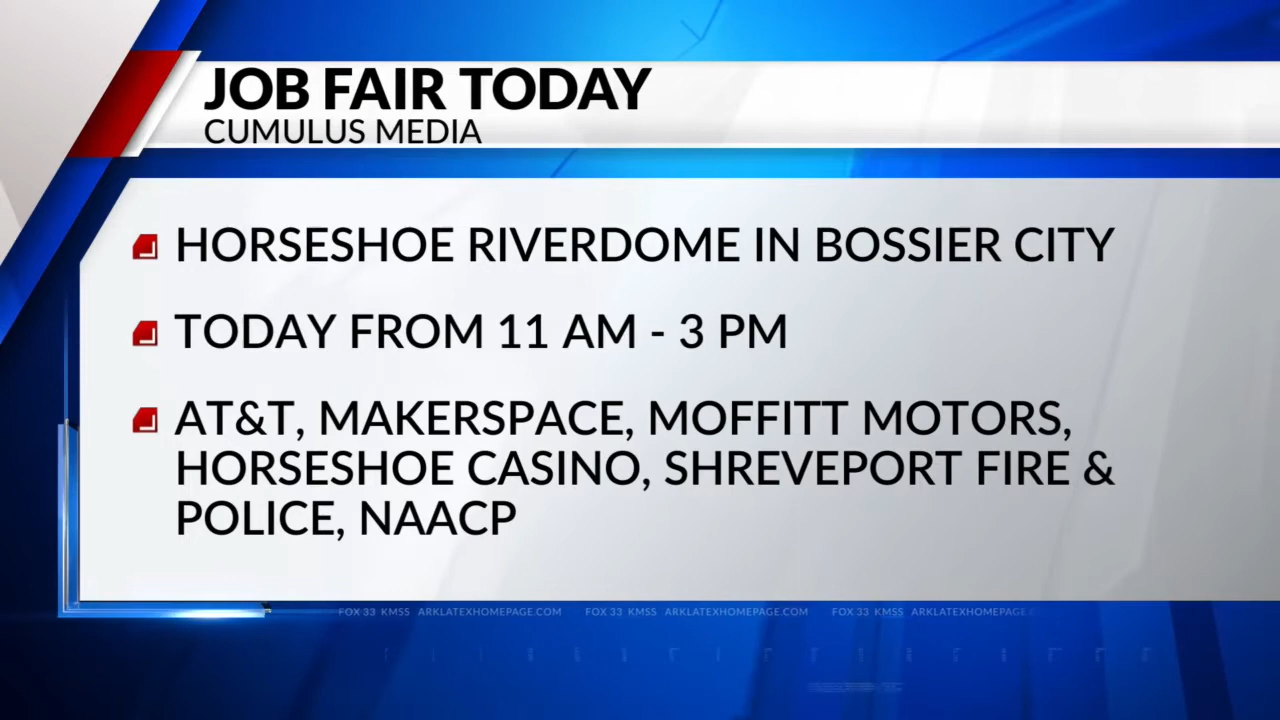 JOB FAIR TODAY
CUMULUS MEDIA
HORSESHOE RIVERDOME IN BOSSIER CITY
TODAY FROM 11 AM - 3 PM
AT&T, MAKERSPACE, MOFFITT MOTORS,
HORSESHOE CASINO, SHREVEPORT FIRE &
POLICE, NAACP
FOX 33 KMSS ARKLATEXHOMEPAGE.COM FOX 33 KMSS ARKLATEXHOMEPAGE.COM FOX 33 KMSS ARKLATEXHOMEPAGE